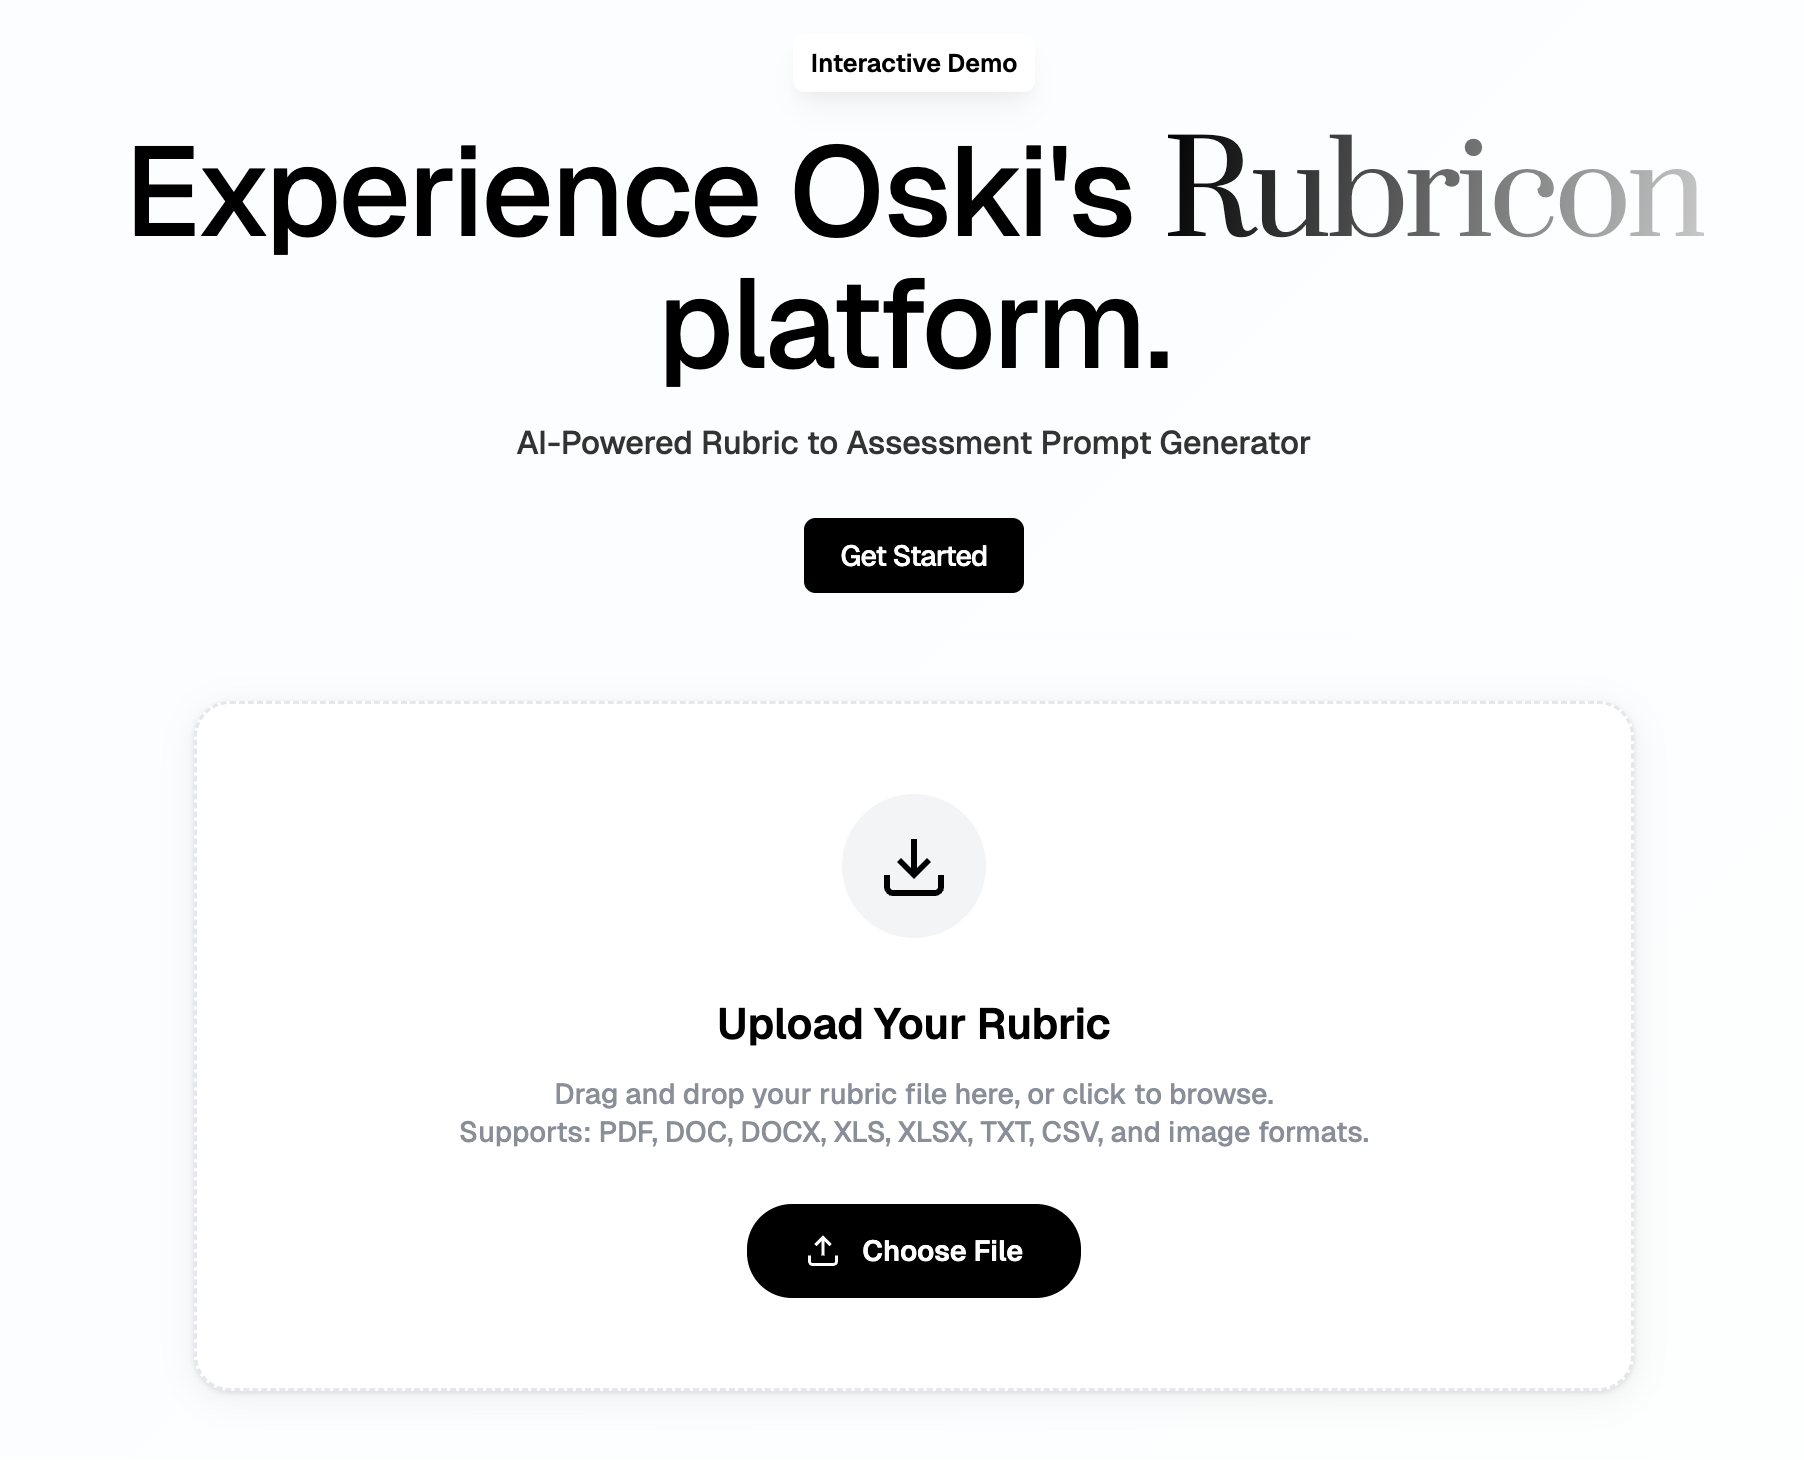 Interactive Demo
Experience Oski's Rubricon
platform.
AI-Powered Rubric to Assessment Prompt Generator
Get Started
Upload Your Rubric
Drag and drop your rubric file here, or click to browse.
Supports: PDF, DOC, DOCX, XLS, XLSX, TXT, CSV, and image formats.
Choose File